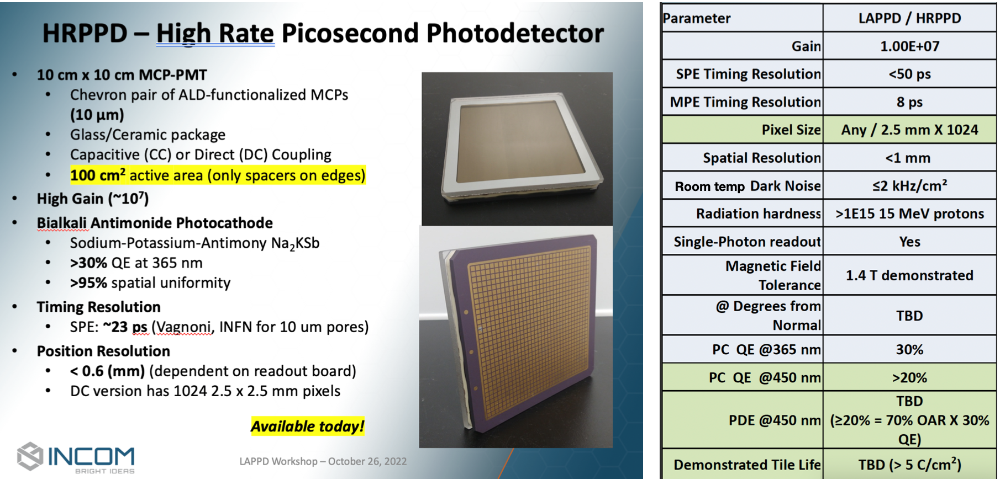 HRPPD – High Rate Picosecond Photodetector
• 10 cm x 10 cm MCP-PMT
• Chevron pair of ALD-functionalized MCPs
(10 µm)
• Glass/Ceramic package
• Capacitive (CC) or Direct (DC) Coupling
• 100 cm² active area (only spacers on edges)
• High Gain (~10⁷)
• Bialkali Antimonide Photocathode
• Sodium-Potassium-Antimony Na₂KSb
• >30% QE at 365 nm
• >95% spatial uniformity
• Timing Resolution
• SPE: ~23 ps (Vagnoni, INFN for 10 um pores)
• Position Resolution
• < 0.6 (mm) (dependent on readout board)
• DC version has 1024 2.5 x 2.5 mm pixels
Available today!
INCOM
BRIGHT IDEAS
LAPPD Workshop – October 26, 2022
Parameter LAPPD / HRPPD
Gain 1.00E+07
SPE Timing Resolution <50 ps
MPE Timing Resolution 8 ps
Pixel Size Any / 2.5 mm X 1024
Spatial Resolution <1 mm
Room temp Dark Noise ≤2 kHz/cm²
Radiation hardness >1E15 15 MeV protons
Single-Photon readout Yes
Magnetic Field
Tolerance 1.4 T demonstrated
@ Degrees from
Normal TBD
PC QE @365 nm 30%
PC QE @450 nm >20%
PDE @450 nm TBD
(≥20% = 70% OAR X 30%
QE)
Demonstrated Tile Life TBD (> 5 C/cm²)